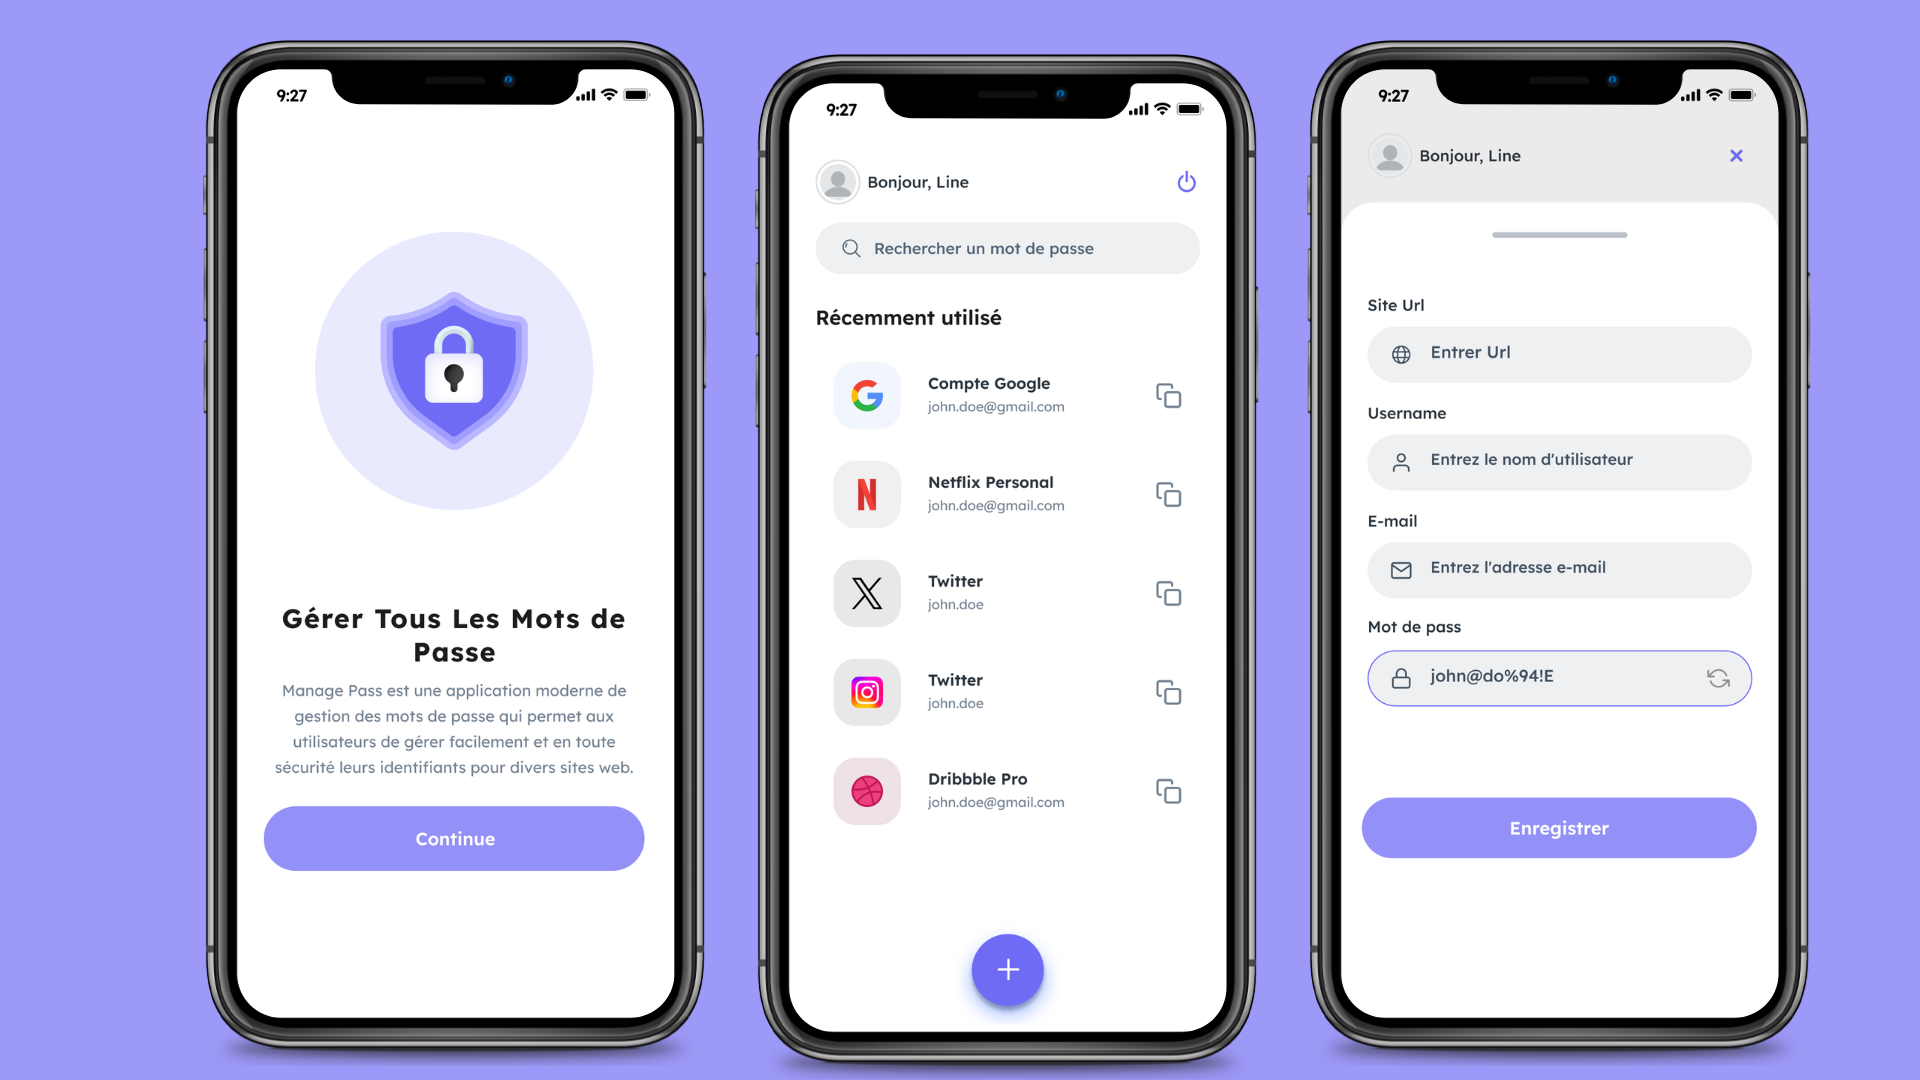 9:27
Gérer Tous Les Mots de
Passe
Manage Pass est une application moderne de
gestion des mots de passe qui permet aux
utilisateurs de gérer facilement et en toute
sécurité leurs identifiants pour divers sites web.
Continue
9:27
Bonjour, Line
Rechercher un mot de passe
Récemment utilisé
Compte Google
john.doe@gmail.com
Netflix Personal
john.doe@gmail.com
Twitter
john.doe
Twitter
john.doe
Dribbble Pro
john.doe@gmail.com
9:27
Bonjour, Line
Site Url
Entrer Url
Username
Entrez le nom d'utilisateur
E-mail
Entrez l'adresse e-mail
Mot de pass
john@do%94!E
Enregistrer